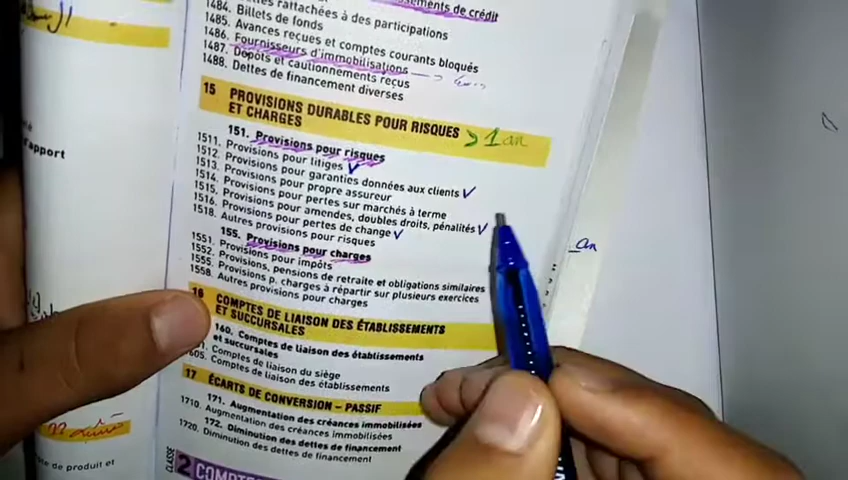 1484.
rattachées à des participations
1485. Billets de fonds
1486. Avances reçues et comptes courants bloqués
Fournisseurs d'immobilisations
1487. Dépôts et cautionnements reçus
1488. Dettes de financement diverses
15 PROVISIONS DURABLES POUR RISQUES ET CHARGES > 1 an
151. Provisions pour risques
1511. Provisions pour litiges
1512. Provisions pour garanties données aux clients
1513. Provisions pour propre assureur
1514. Provisions pour pertes sur marchés à terme
1515. Provisions pour amendes, doubles droits, pénalités
1516. Provisions pour pertes de change
1518. Autres provisions pour risques
155. Provisions pour charges
1551. Provisions pour impôts
1552. Provisions, pensions de retraite et obligations similaires
1555. Provisions p. charges à répartir sur plusieurs exercices
1558. Autres provisions pour charges
16 COMPTES DE LIAISON DES ÉTABLISSEMENTS
ET SUCCURSALES
160. Comptes de liaison des établissements
et succursales
Comptes de liaison du siège
1605. Comptes de liaison établissement
17 ÉCARTS DE CONVERSION – PASSIF
171. Augmentation des créances immobilisées
1710. Augmentation des créances immobilisées
172. Diminution des dettes de financement
1720. Diminution des dettes de financement
CLASSE 2
rapport
produit et
an